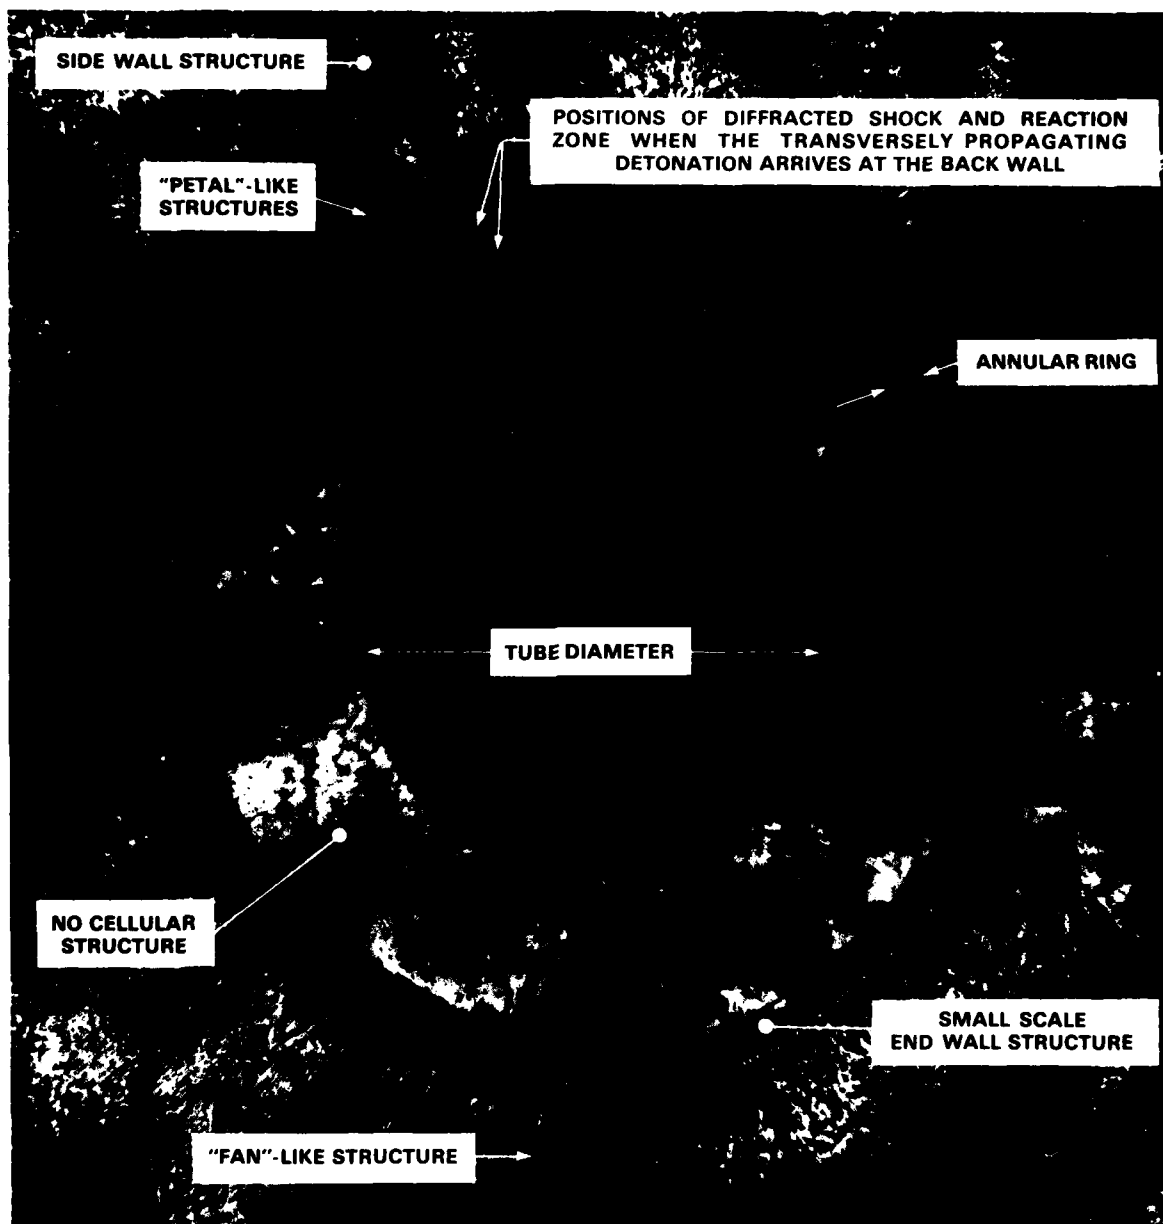 SIDE WALL STRUCTURE
POSITIONS OF DIFFRACTED SHOCK AND REACTION
ZONE WHEN THE TRANSVERSELY PROPAGATING
DETONATION ARRIVES AT THE BACK WALL
"PETAL"-LIKE
STRUCTURES
ANNULAR RING
TUBE DIAMETER
NO CELLULAR
STRUCTURE
SMALL SCALE
END WALL STRUCTURE
"FAN"-LIKE STRUCTURE